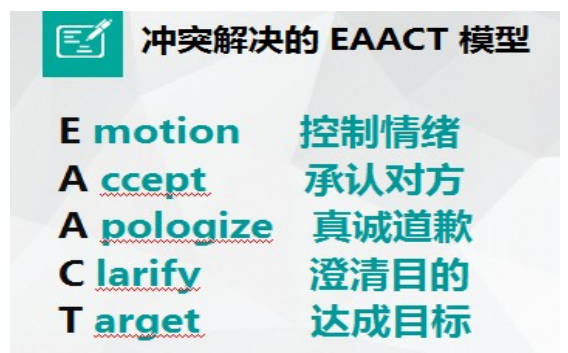 冲突解决的 EAACT 模型
E motion 控制情绪
A ccept 承认对方
A pologize 真诚道歉
C larify 澄清目的
T arget 达成目标